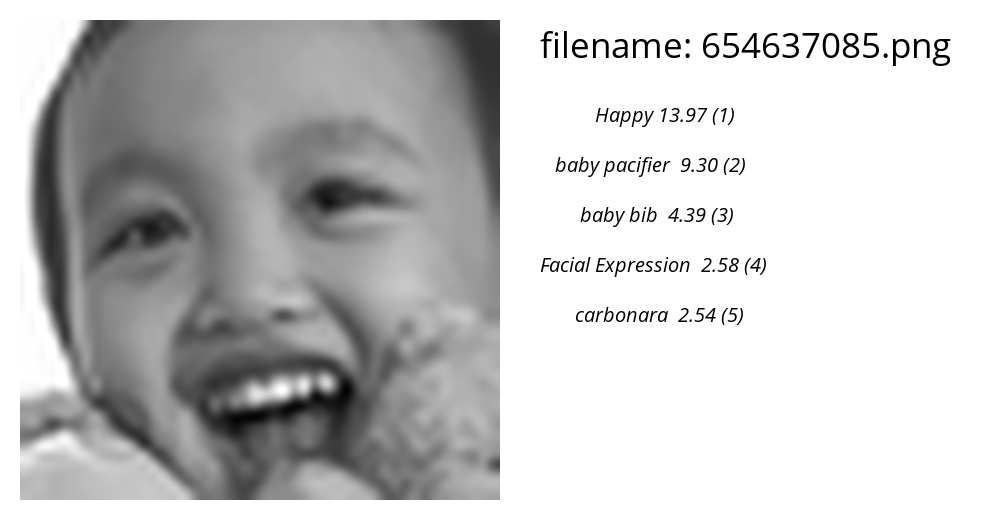 filename: 654637085.png
Happy 13.97 (1)
baby pacifier 9.30 (2)
baby bib 4.39 (3)
Facial Expression 2.58 (4)
carbonara 2.54 (5)